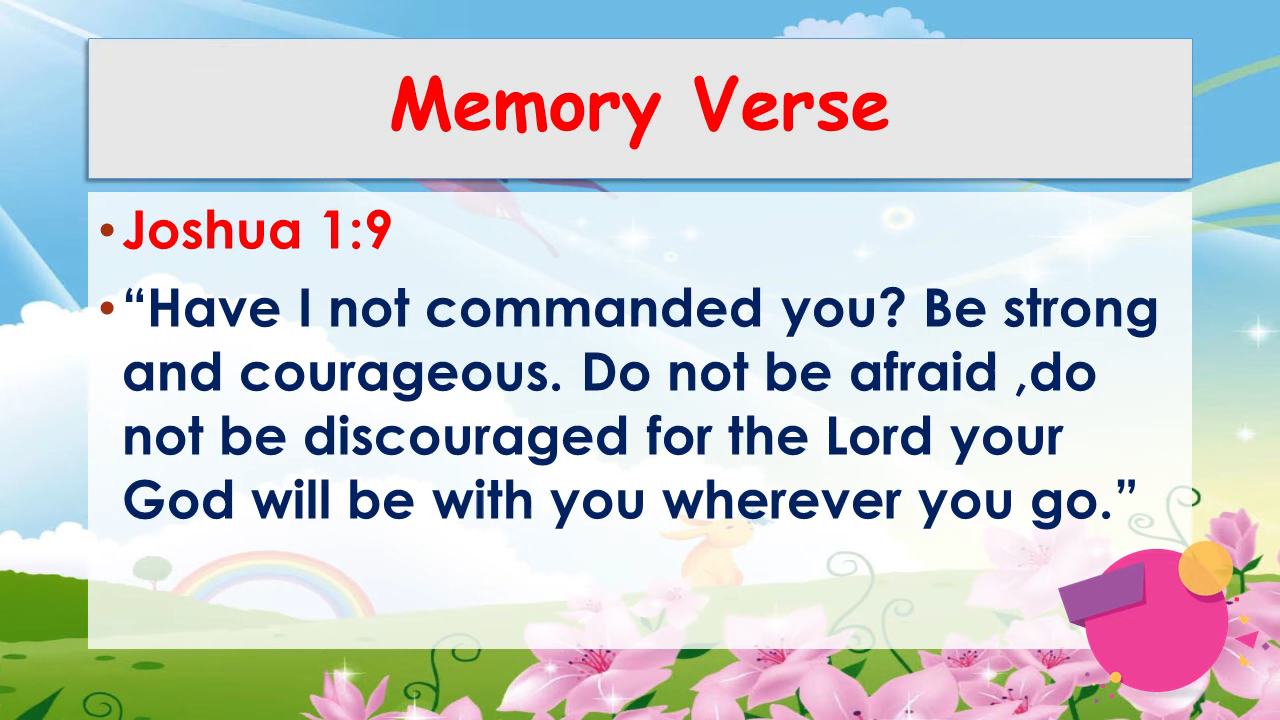 Memory Verse
•Joshua 1:9
•“Have I not commanded you? Be strong
and courageous. Do not be afraid ,do
not be discouraged for the Lord your
God will be with you wherever you go.”